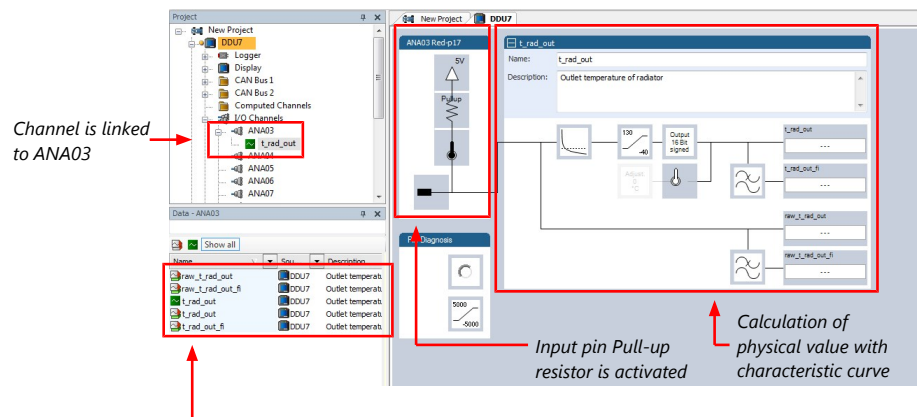 Project
New Project
DDU7
Logger
Display
CAN Bus 1
CAN Bus 2
Computed Channels
I/O Channels
ANA03
t_rad_out
ANA04
ANA05
ANA06
ANA07
Channel is linked
to ANA03
Data - ANA03
Show all
Name Sou Description
raw_t_rad_out DDU7 Outlet temperatu
raw_t_rad_out_fi DDU7 Outlet temperatu
t_rad_out DDU7 Outlet temperatu
t_rad_out DDU7 Outlet temperatu
t_rad_out_fi DDU7 Outlet temperatu
New Project DDU7
ANA03 Red-p17
5V
Pullup
t_rad_out
Name: t_rad_out
Description: Outlet temperature of radiator
130
-40
Output
16 Bit
signed
Adjust:
0
°C
t_rad_out
---
t_rad_out_fi
---
raw_t_rad_out
---
raw_t_rad_out_fi
---
Diagnosis
5000
-5000
Input pin Pull-up
resistor is activated
Calculation of
physical value with
characteristic curve